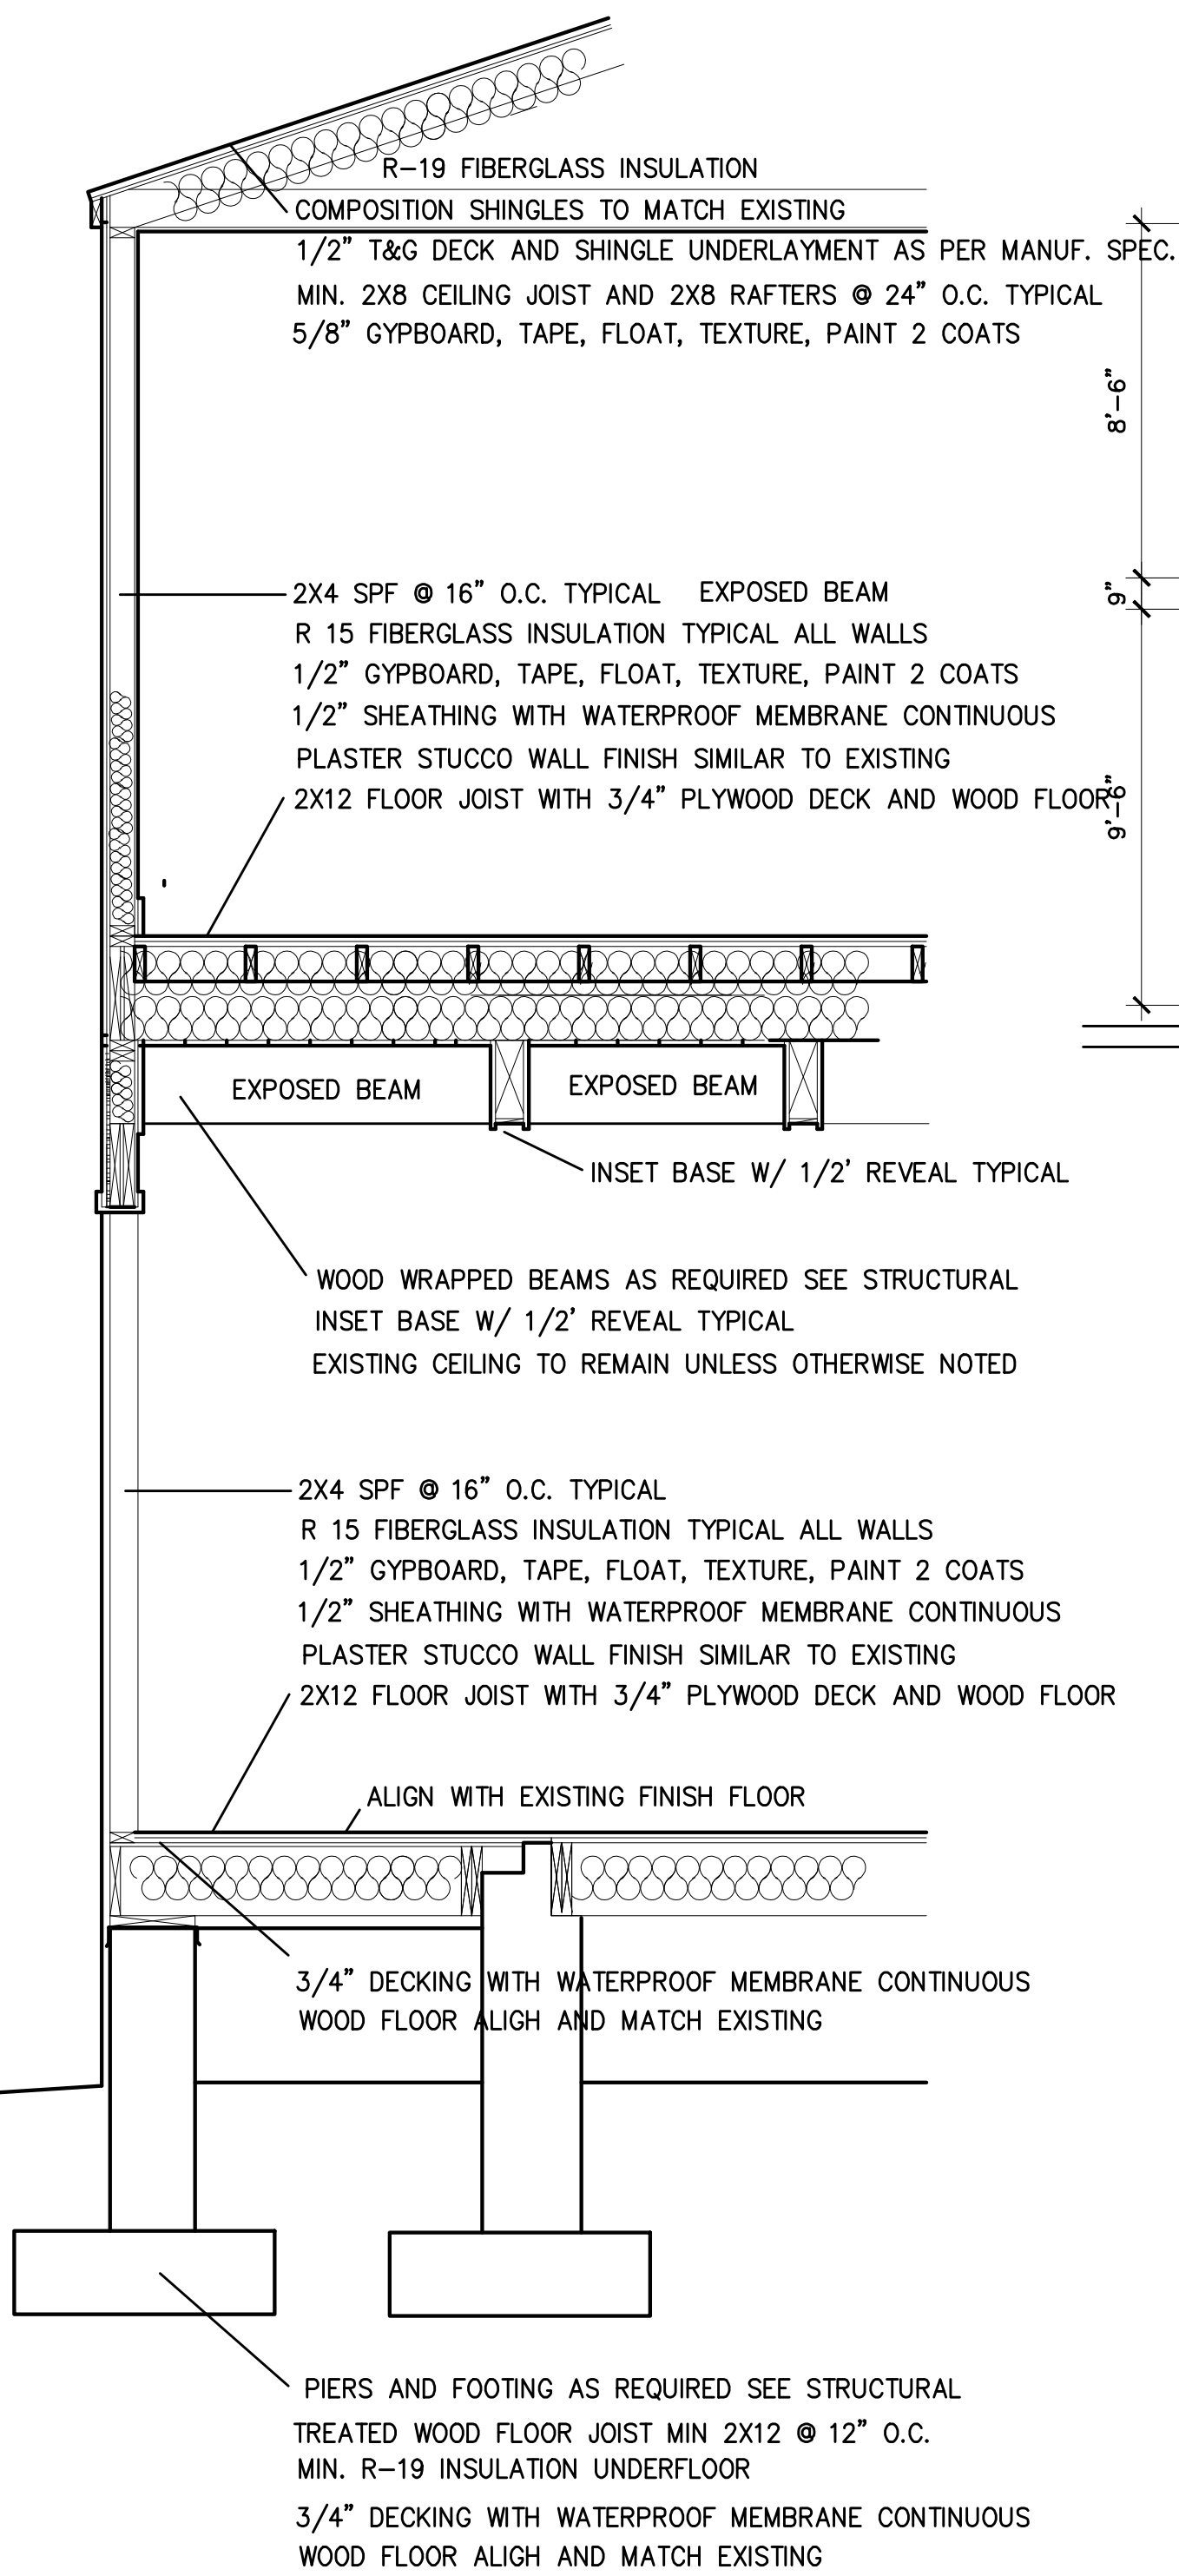 R-19 FIBERGLASS INSULATION
COMPOSITION SHINGLES TO MATCH EXISTING
1/2" T&G DECK AND SHINGLE UNDERLAYMENT AS PER MANUF. SPEC.
MIN. 2X8 CEILING JOIST AND 2X8 RAFTERS @ 24" O.C. TYPICAL
5/8" GYPBOARD, TAPE, FLOAT, TEXTURE, PAINT 2 COATS
8'-6"
2X4 SPF @ 16" O.C. TYPICAL EXPOSED BEAM
9"
R 15 FIBERGLASS INSULATION TYPICAL ALL WALLS
1/2" GYPBOARD, TAPE, FLOAT, TEXTURE, PAINT 2 COATS
1/2" SHEATHING WITH WATERPROOF MEMBRANE CONTINUOUS
PLASTER STUCCO WALL FINISH SIMILAR TO EXISTING
2X12 FLOOR JOIST WITH 3/4" PLYWOOD DECK AND WOOD FLOOR
9'-6"
EXPOSED BEAM
EXPOSED BEAM
INSET BASE W/ 1/2' REVEAL TYPICAL
WOOD WRAPPED BEAMS AS REQUIRED SEE STRUCTURAL
INSET BASE W/ 1/2' REVEAL TYPICAL
EXISTING CEILING TO REMAIN UNLESS OTHERWISE NOTED
2X4 SPF @ 16" O.C. TYPICAL
R 15 FIBERGLASS INSULATION TYPICAL ALL WALLS
1/2" GYPBOARD, TAPE, FLOAT, TEXTURE, PAINT 2 COATS
1/2" SHEATHING WITH WATERPROOF MEMBRANE CONTINUOUS
PLASTER STUCCO WALL FINISH SIMILAR TO EXISTING
2X12 FLOOR JOIST WITH 3/4" PLYWOOD DECK AND WOOD FLOOR
ALIGN WITH EXISTING FINISH FLOOR
3/4" DECKING WITH WATERPROOF MEMBRANE CONTINUOUS
WOOD FLOOR ALIGH AND MATCH EXISTING
PIERS AND FOOTING AS REQUIRED SEE STRUCTURAL
TREATED WOOD FLOOR JOIST MIN 2X12 @ 12" O.C.
MIN. R-19 INSULATION UNDERFLOOR
3/4" DECKING WITH WATERPROOF MEMBRANE CONTINUOUS
WOOD FLOOR ALIGH AND MATCH EXISTING